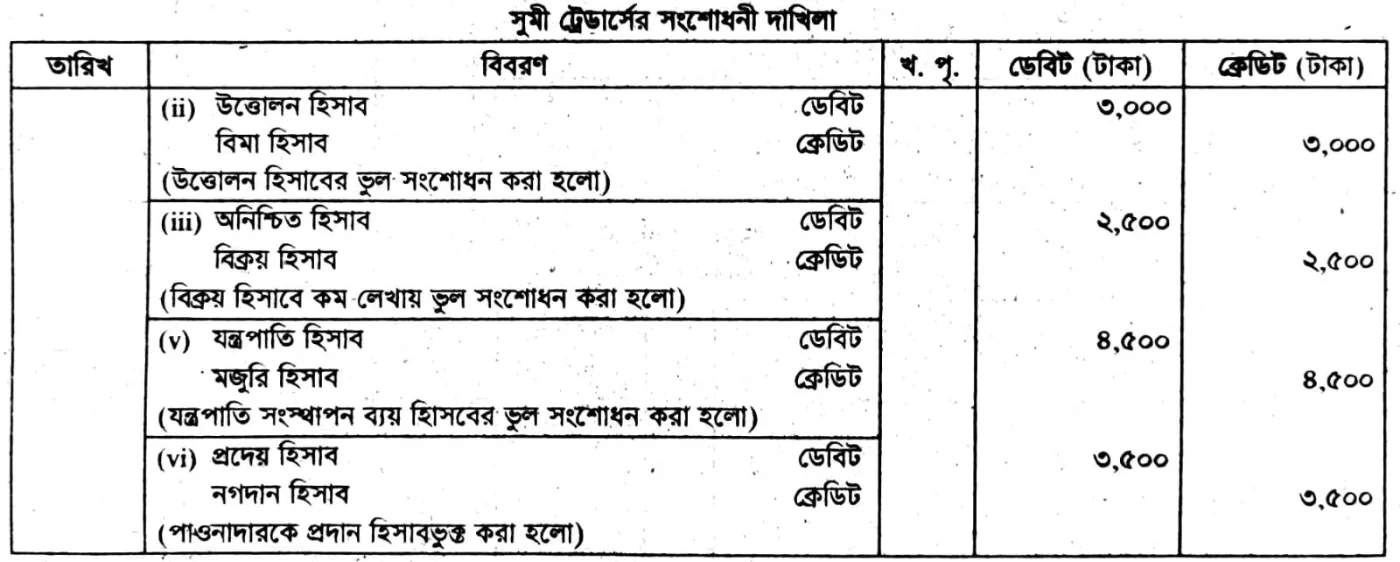 সুমী ট্রেডার্সের সংশোধনী দাখিলা
তারিখ বিবরণ খ. পৃ. ডেবিট (টাকা) ক্রেডিট (টাকা)
(ii) উত্তোলন হিসাব ডেবিট ৩,০০০
বিমা হিসাব ক্রেডিট ৩,০০০
(উত্তোলন হিসাবের ভুল সংশোধন করা হলো)
(iii) অনিশ্চিত হিসাব ডেবিট ২,৫০০
বিক্রয় হিসাব ক্রেডিট ২,৫০০
(বিক্রয় হিসাবে কম লেখায় ভুল সংশোধন করা হলো)
(v) যন্ত্রপাতি হিসাব ডেবিট ৪,৫০০
মজুরি হিসাব ক্রেডিট ৪,৫০০
(যন্ত্রপাতি সংস্থাপন ব্যয় হিাসবের ভুল সংশোধন করা হলো)
(vi) প্রদেয় হিসাব ডেবিট ৩,৫০০
নগদান হিসাব ক্রেডিট ৩,৫০০
(পাওনাদারকে প্রদান হিসাবভুক্ত করা হলো)